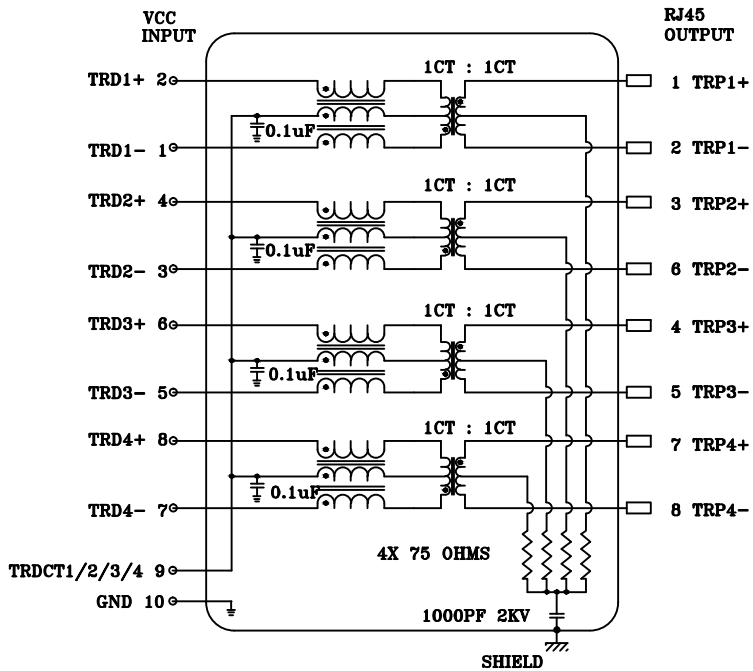 VCC
INPUT
RJ45
OUTPUT
1CT : 1CT
TRD1+ 2
1 TRP1+
0.1uF
TRD1- 1
2 TRP1-
1CT : 1CT
TRD2+ 4
3 TRP2+
0.1uF
TRD2- 3
6 TRP2-
1CT : 1CT
TRD3+ 6
4 TRP3+
0.1uF
TRD3- 5
5 TRP3-
1CT : 1CT
TRD4+ 8
7 TRP4+
0.1uF
TRD4- 7
8 TRP4-
4X 75 OHMS
TRDCT1/2/3/4 9
GND 10
1000PF 2KV
SHIELD